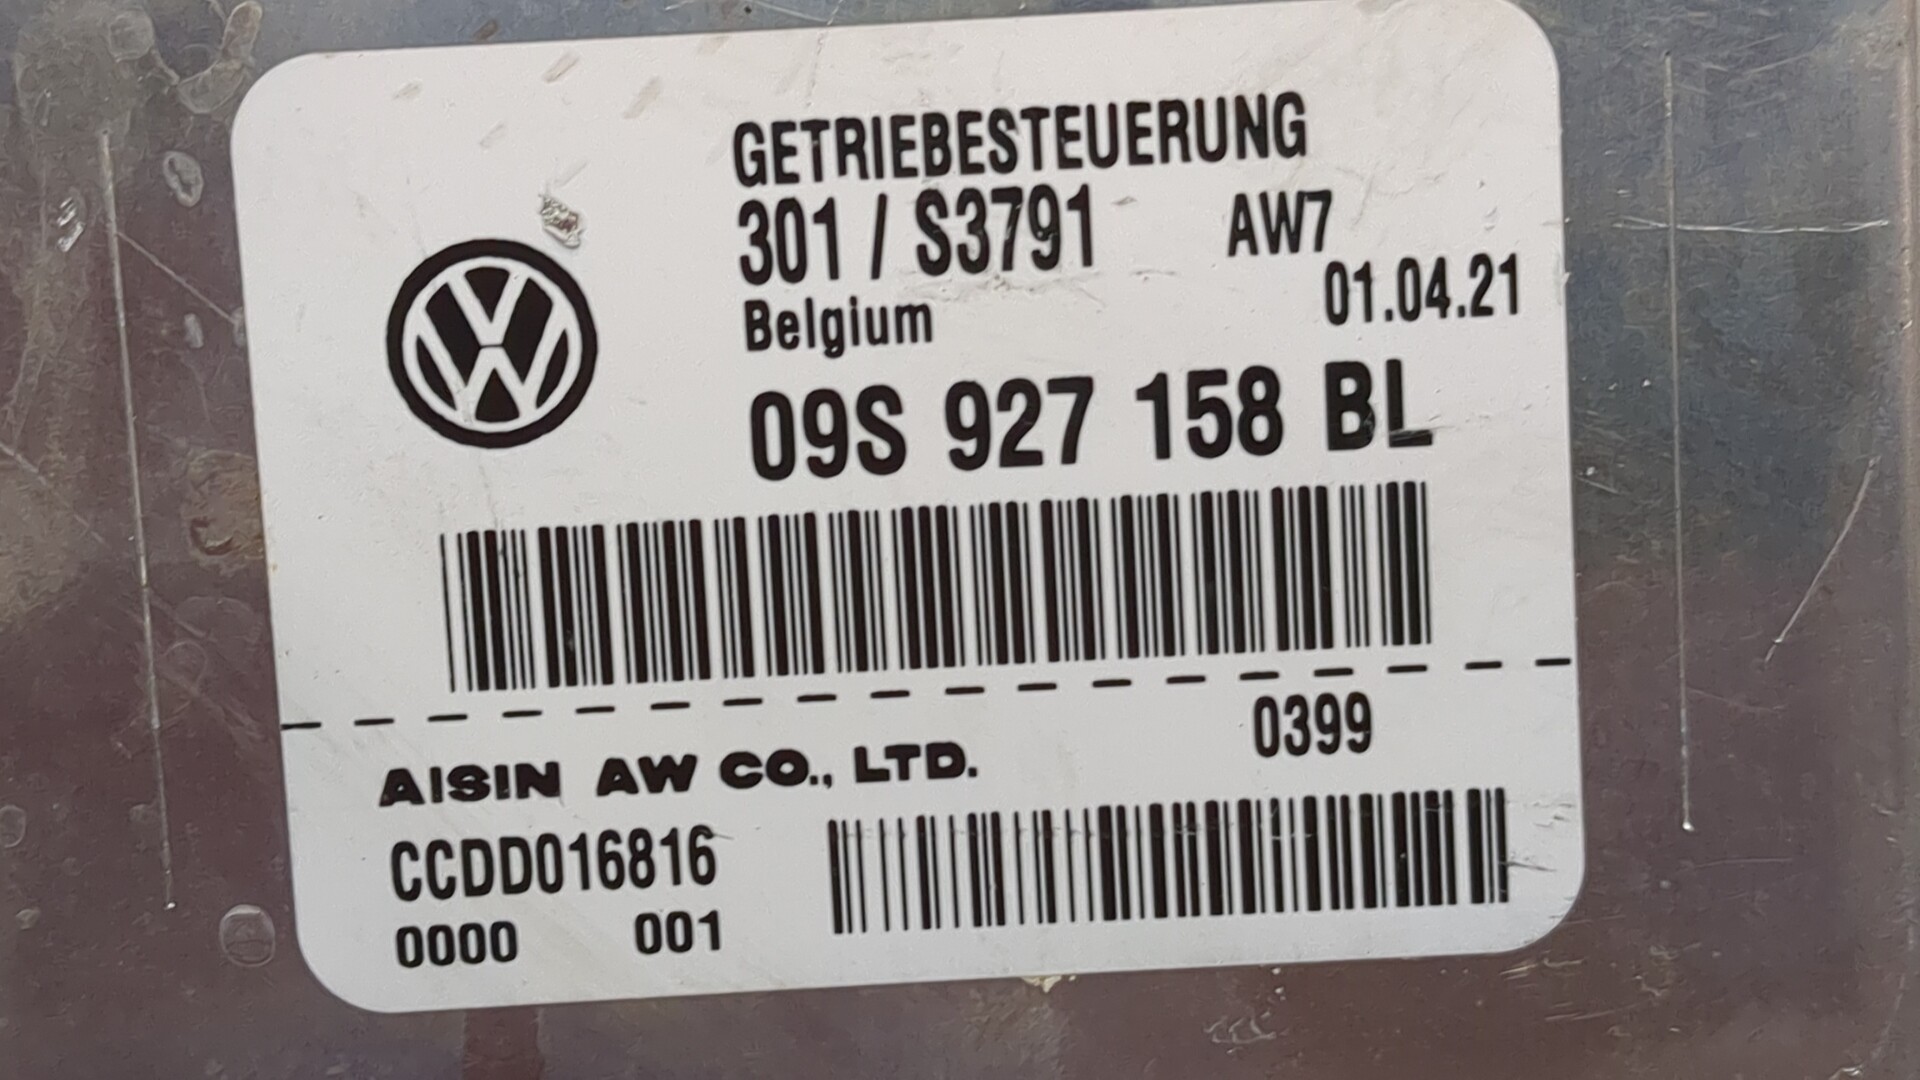 GETRIEBESTEUERUNG
301 / S3791 AW7
Belgium 01.04.21
09S 927 158 BL
0399
AISIN AW CO., LTD.
CCDD016816
0000 001